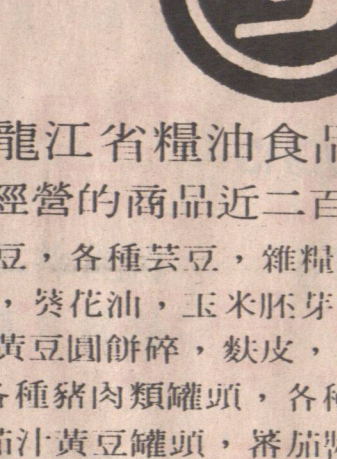 龍江省糧油食品
經營的商品近二百
豆，各種芸豆，雜糧
，葵花油，玉米胚芽
黃豆圓餅碎，麩皮，
各種豬肉類罐頭，各種
茄汁黃豆罐頭，蕃茄醬